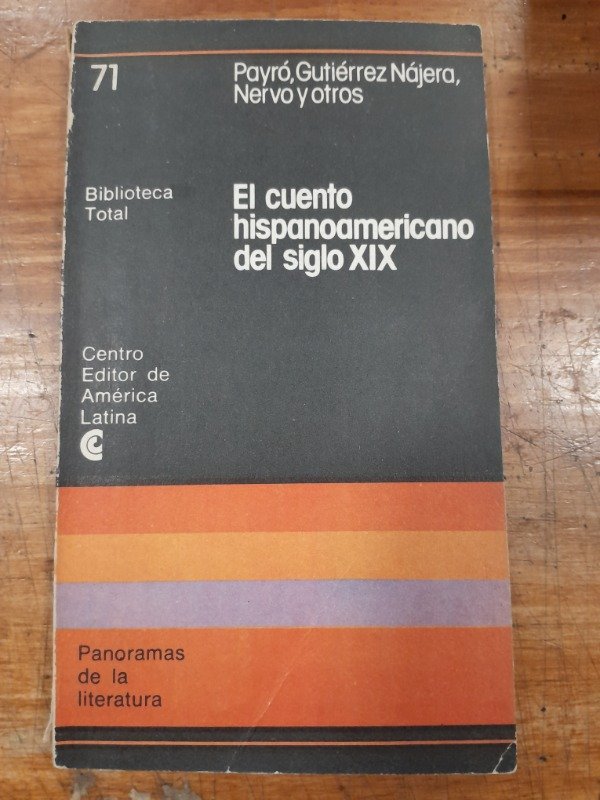 71
Payró, Gutiérrez Nájera,
Nervo y otros
Biblioteca
Total
El cuento
hispanoamericano
del siglo XIX
Centro
Editor de
América
Latina
Panoramas
de la
literatura